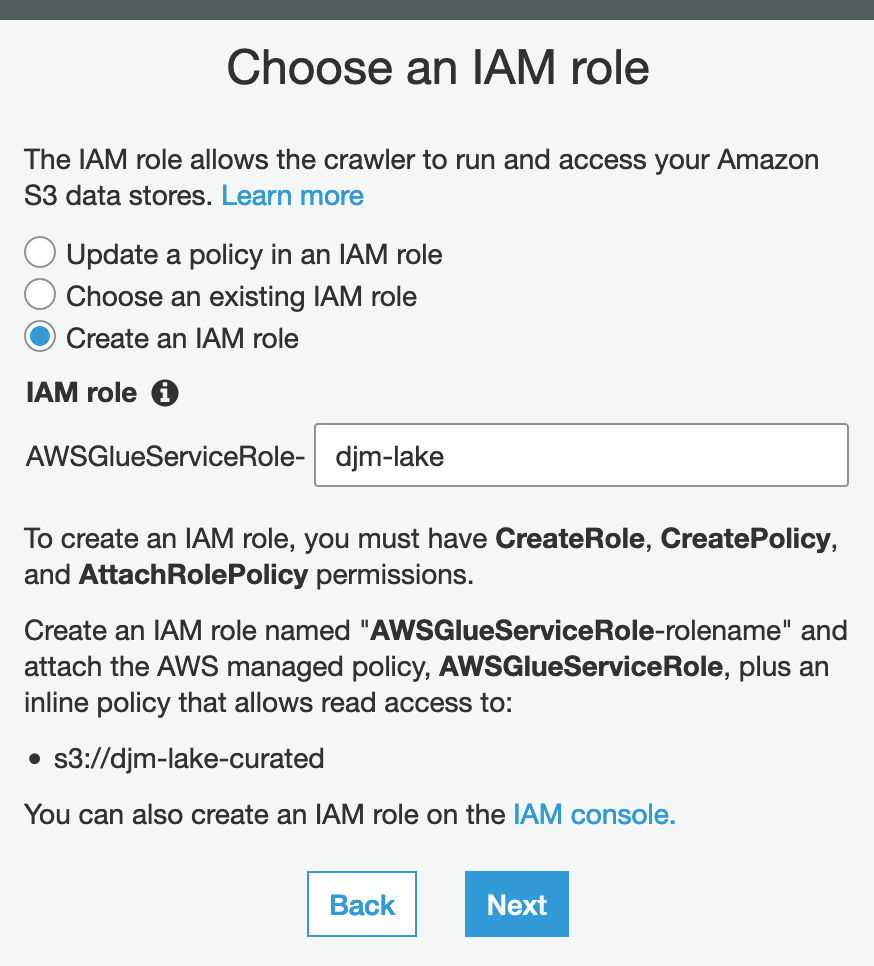 Choose an IAM role
The IAM role allows the crawler to run and access your Amazon
S3 data stores. Learn more
Update a policy in an IAM role
Choose an existing IAM role
Create an IAM role
IAM role
AWSGlueServiceRole- djm-lake
To create an IAM role, you must have CreateRole, CreatePolicy,
and AttachRolePolicy permissions.
Create an IAM role named "AWSGlueServiceRole-rolename" and
attach the AWS managed policy, AWSGlueServiceRole, plus an
inline policy that allows read access to:
• s3://djm-lake-curated
You can also create an IAM role on the IAM console.
Back Next